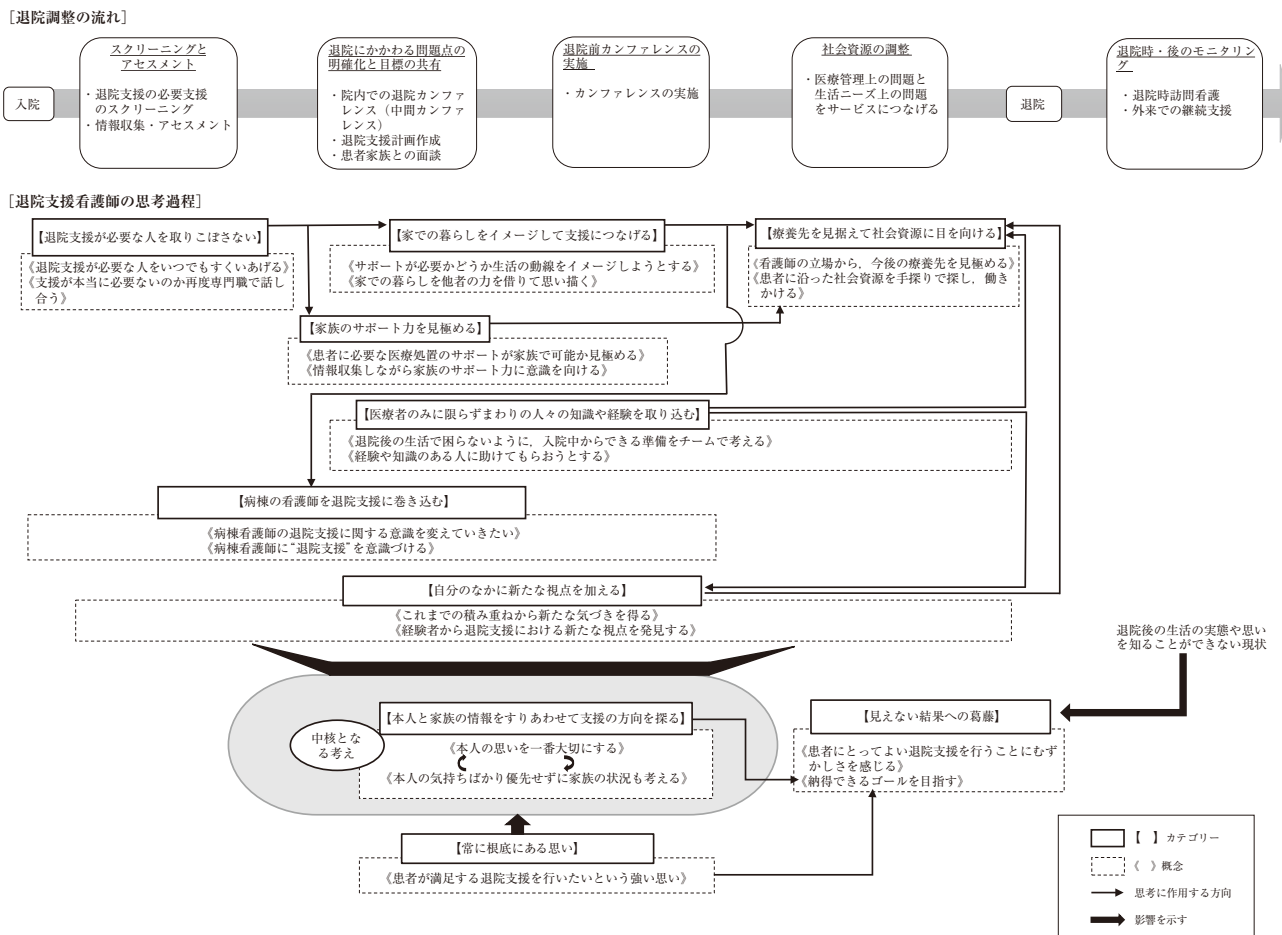 ［退院調整の流れ］
入院
スクリーニングと
アセスメント
・退院支援の必要支援
のスクリーニング
・情報収集・アセスメント
退院にかかわる問題点の
明確化と目標の共有
・院内での退院カンファ
レンス（中間カンファ
レンス）
・退院支援計画作成
・患者家族との面談
退院前カンファレンスの
実施
・カンファレンスの実施
社会資源の調整
・医療管理上の問題と
生活ニーズ上の問題
をサービスにつなげる
退院
退院時・後のモニタリン
グ
・退院時訪問看護
・外来での継続支援
［退院支援看護師の思考過程］
【退院支援が必要な人を取りこぼさない】
《退院支援が必要な人をいつでもすくいあげる》
《支援が本当に必要ないのか再度専門職で話し
合う》
【家での暮らしをイメージして支援につなげる】
《サポートが必要かどうか生活の動線をイメージしようとする》
《家での暮らしを他者の力を借りて思い描く》
【療養先を見据えて社会資源に目を向ける】
《看護師の立場から，今後の療養先を見極める》
《患者に沿った社会資源を手探りで探し，働き
かける》
【家族のサポート力を見極める】
《患者に必要な医療処置のサポートが家族で可能か見極める》
《情報収集しながら家族のサポート力に意識を向ける》
【医療者のみに限らずまわりの人々の知識や経験を取り込む】
《退院後の生活で困らないように，入院中からできる準備をチームで考える》
《経験や知識のある人に助けてもらおうとする》
【病棟の看護師を退院支援に巻き込む】
《病棟看護師の退院支援に関する意識を変えていきたい》
《病棟看護師に“退院支援”を意識づける》
【自分のなかに新たな視点を加える】
《これまでの積み重ねから新たな気づきを得る》
《経験者から退院支援における新たな視点を発見する》
退院後の生活の実態や思い
を知ることができない現状
中核とな
る考え
【本人と家族の情報をすりあわせて支援の方向を探る】
《本人の思いを一番大切にする》
《本人の気持ちばかり優先せずに家族の状況も考える》
【見えない結果への葛藤】
《患者にとってよい退院支援を行うことにむず
かしさを感じる》
《納得できるゴールを目指す》
【常に根底にある思い】
《患者が満足する退院支援を行いたいという強い思い》
【　】カテゴリー
《　》概念
思考に作用する方向
影響を示す